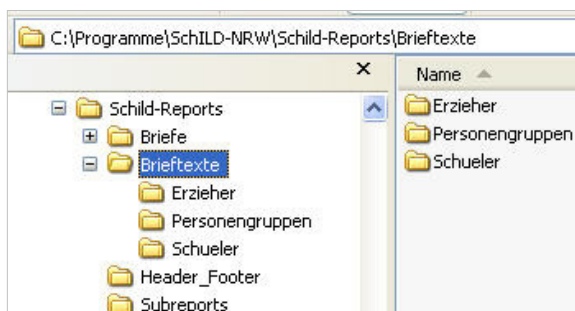 C:\Programme\SchILD-NRW\Schild-Reports\Brieftexte
Name
Schild-Reports
Briefe
Brieftexte
Erzieher
Personengruppen
Schueler
Header_Footer
Subreports
Erzieher
Personengruppen
Schueler